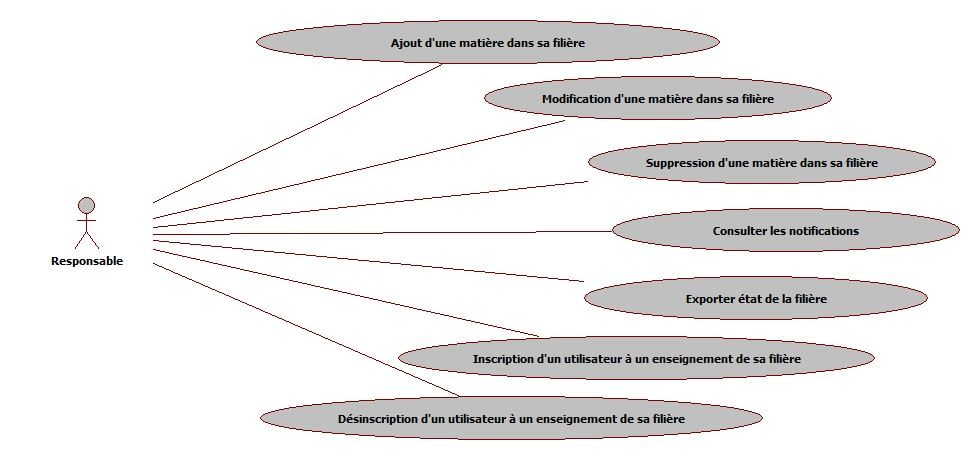 Ajout d'une matière dans sa filière
Modification d'une matière dans sa filière
Suppression d'une matière dans sa filière
Consulter les notifications
Responsable
Exporter état de la filière
Inscription d'un utilisateur à un enseignement de sa filière
Désinscription d'un utilisateur à un enseignement de sa filière